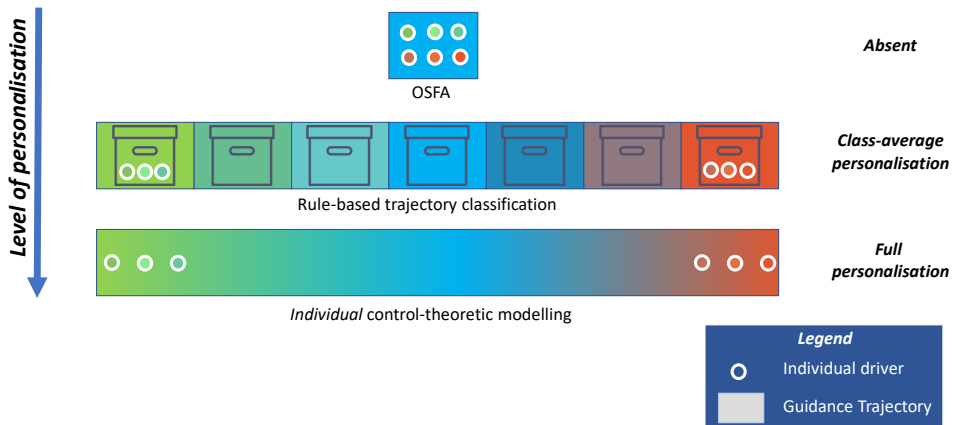 Level of personalisation
Absent
OSFA
Class-average
personalisation
Rule-based trajectory classification
Full
personalisation
Individual control-theoretic modelling
Legend
Individual driver
Guidance Trajectory